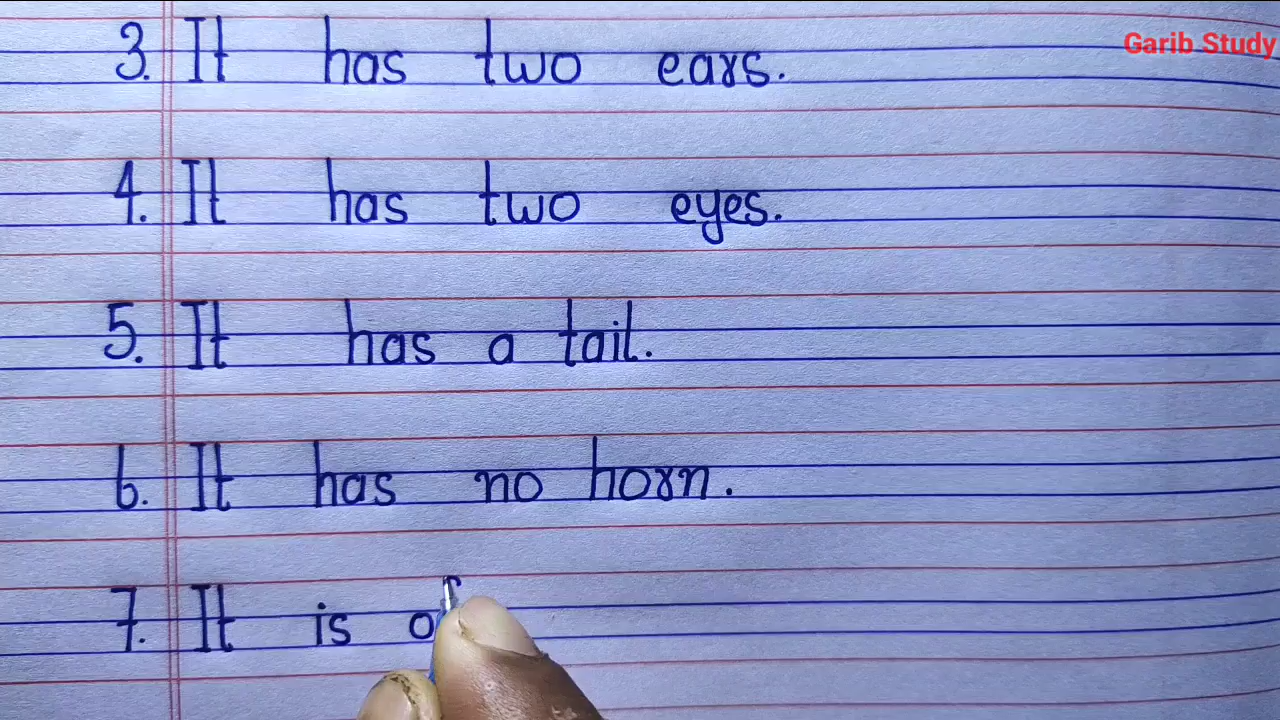 Garib Study
3. It has two ears.
4. It has two eyes.
5. It has a tail.
6. It has no horn.
7. It is of